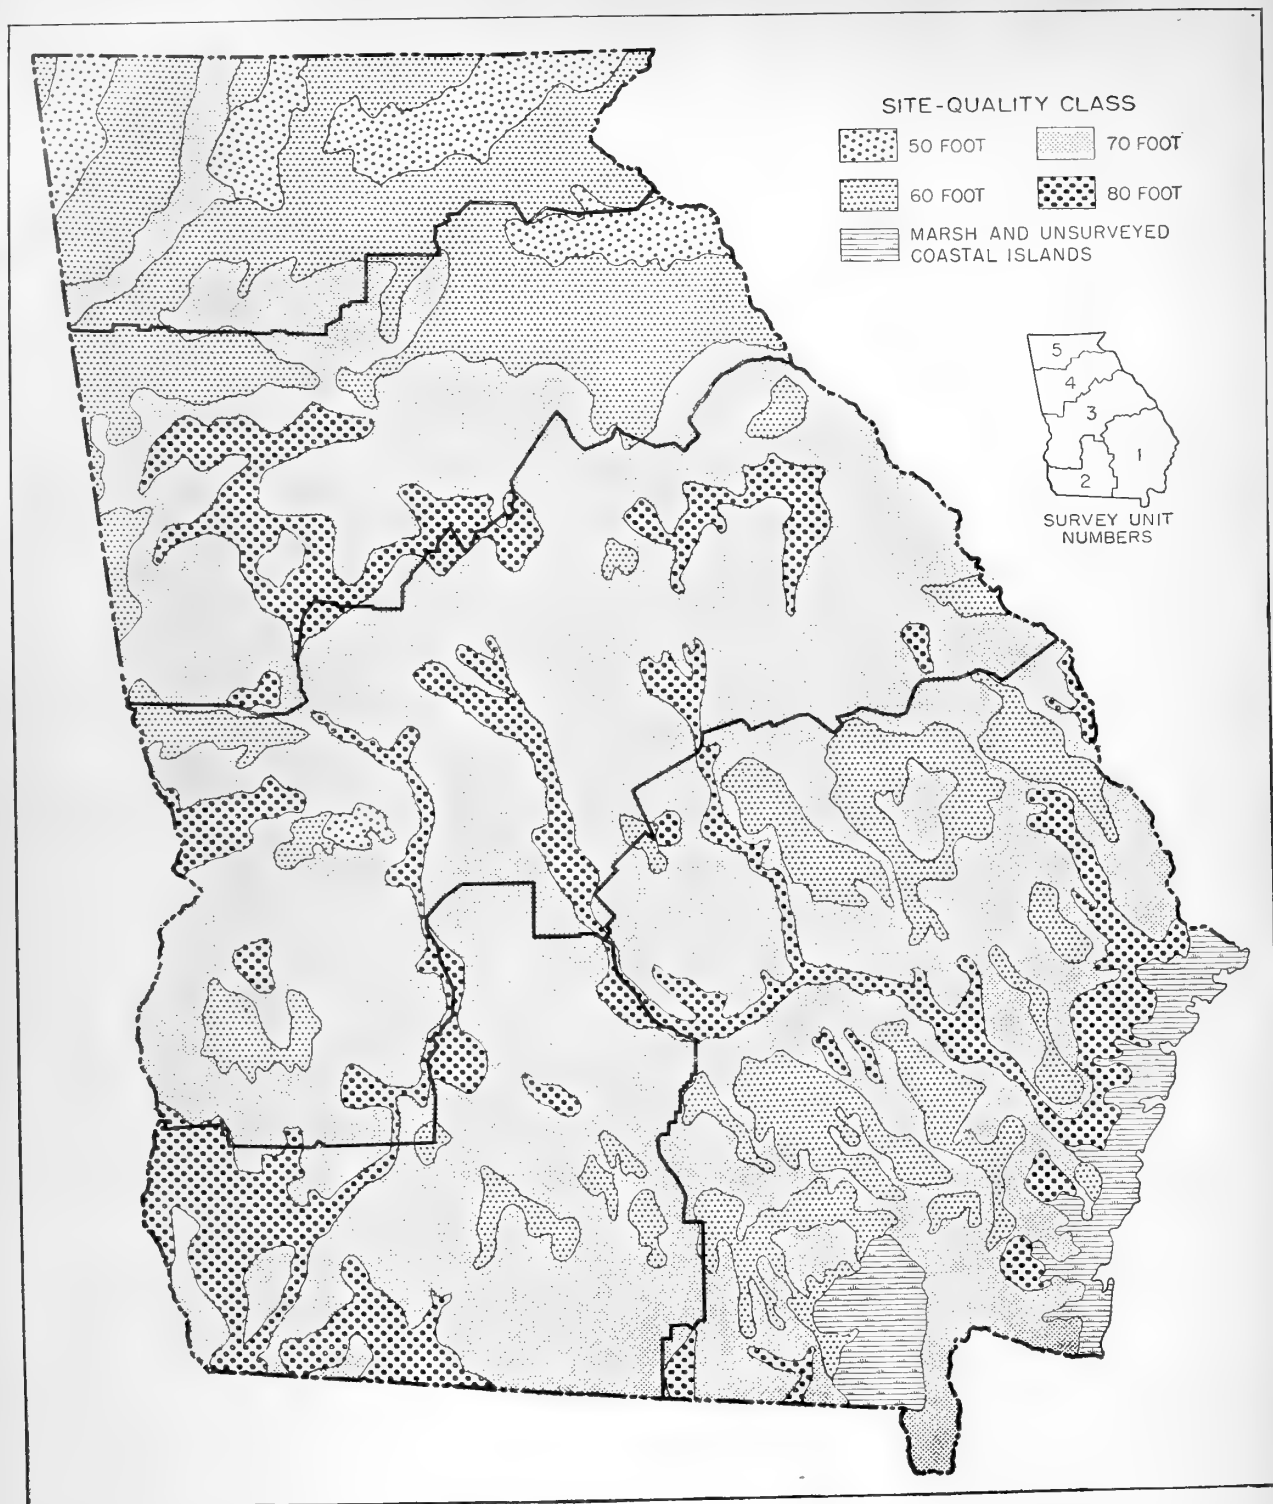 SITE-QUALITY CLASS
50 FOOT
70 FOOT
60 FOOT
80 FOOT
MARSH AND UNSURVEYED
COASTAL ISLANDS
5
4
3
1
2
SURVEY UNIT
NUMBERS